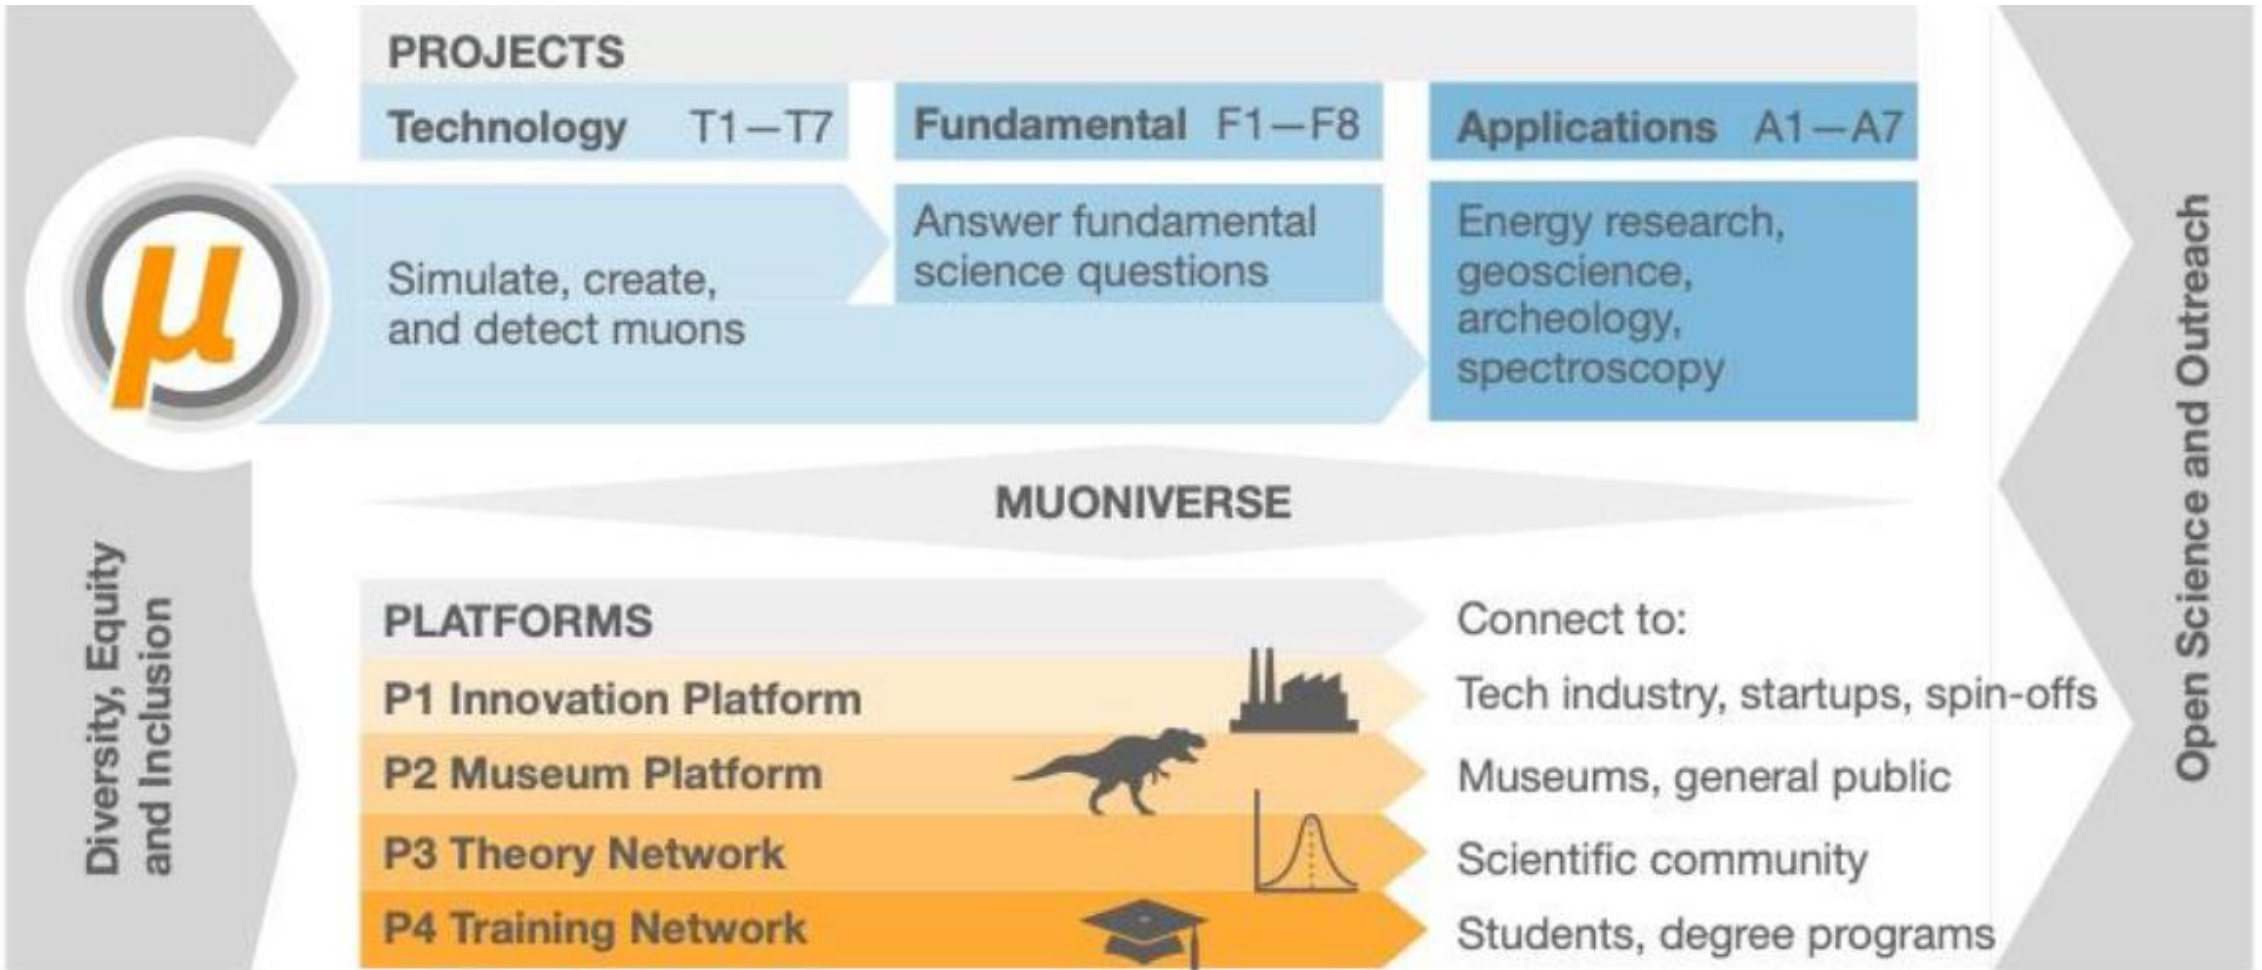 PROJECTS
Technology T1—T7
Fundamental F1—F8
Applications A1—A7
Simulate, create,
and detect muons
Answer fundamental
science questions
Energy research,
geoscience,
archeology,
spectroscopy
µ
MUONIVERSE
PLATFORMS
Connect to:
P1 Innovation Platform
Tech industry, startups, spin-offs
P2 Museum Platform
Museums, general public
P3 Theory Network
Scientific community
P4 Training Network
Students, degree programs
Diversity, Equity
and Inclusion
Open Science and Outreach